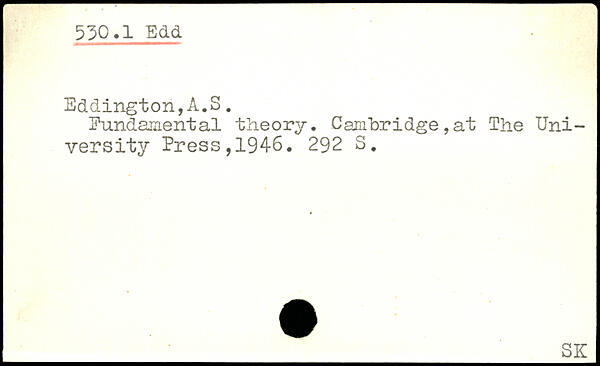 530.1 Edd
Eddington,A.S.
Fundamental theory. Cambridge,at The Uni-
versity Press,1946. 292 S.
SK